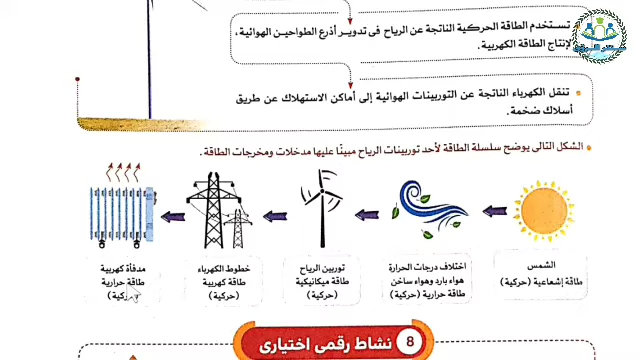 تستخدم الطاقة الحركية الناتجة عن الرياح فى تدويـر أذرع الطواحيـن الهوائية،
لإنتاج الطاقة الكهربية.
تنقل الكهرباء الناتجة عن التوربينات الهوائية إلى أماكن الاستهلاك عن طريق
أسلاك ضخمة.
الشكل التالى يوضح سلسلة الطاقة لأحد توربينات الرياح مبينًا عليها مدخلات ومخرجات الطاقة.
الشمس
طاقة إشعاعية (حركية)
اختلاف درجات الحرارة
هواء بارد وهواء ساخن
طاقة حرارية (حركية)
توربين الرياح
طاقة ميكانيكية
(حركية)
خطوط الكهرباء
طاقة كهربية
(حركية)
مدفأة كهربية
طاقة حرارية
8 نشاط رقمى اختيارى